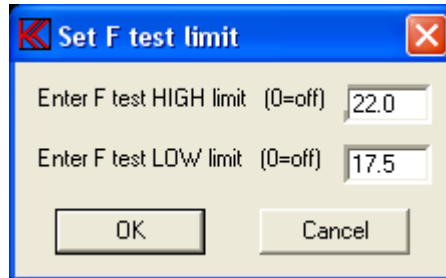 Set F test limit
Enter F test HIGH limit (0=off) 22.0
Enter F test LOW limit (0=off) 17.5
OK Cancel